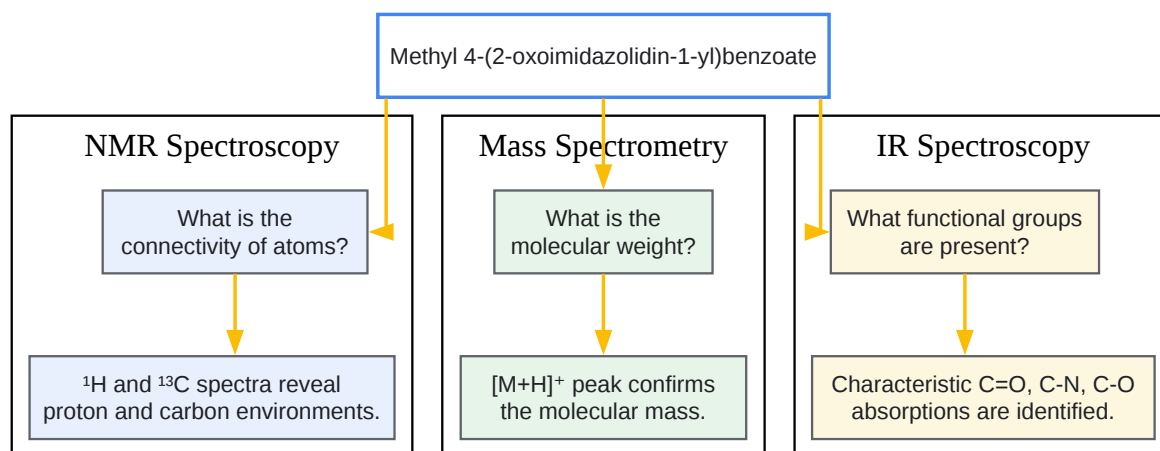 Methyl 4-(2-oxoimidazolidin-1-yl)benzoate
NMR Spectroscopy
What is the
connectivity of atoms?
¹H and ¹³C spectra reveal
proton and carbon environments.
Mass Spectrometry
What is the
molecular weight?
[M+H]⁺ peak confirms
the molecular mass.
IR Spectroscopy
What functional groups
are present?
Characteristic C=O, C-N, C-O
absorptions are identified.